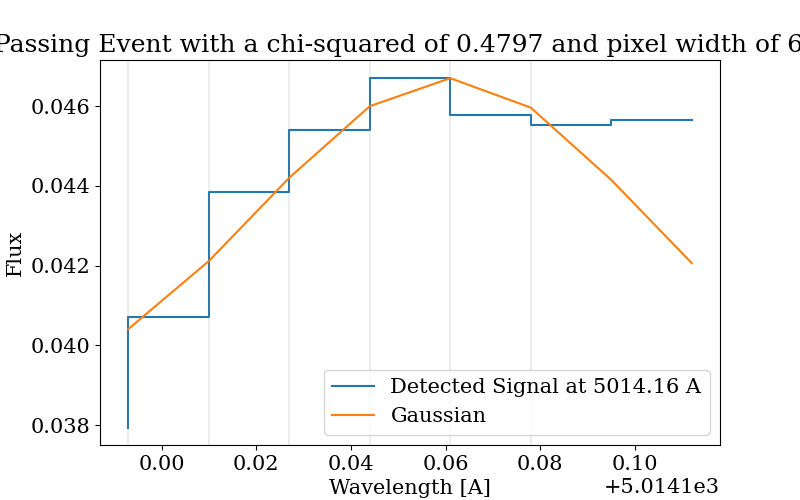 Passing Event with a chi-squared of 0.4797 and pixel width of 6
0.046
0.044
0.042
0.040
0.038
Flux
Detected Signal at 5014.16 A
Gaussian
0.00 0.02 0.04 0.06 0.08 0.10
Wavelength [A]
+5.0141e3